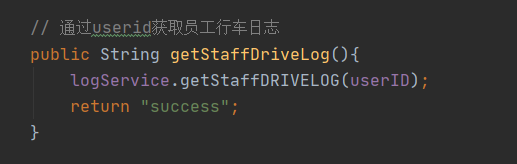 // 通过userid获取员工行车日志
public String getStaffDriveLog(){
logService.getStaffDRIVELOG(userID);
return "success";
}